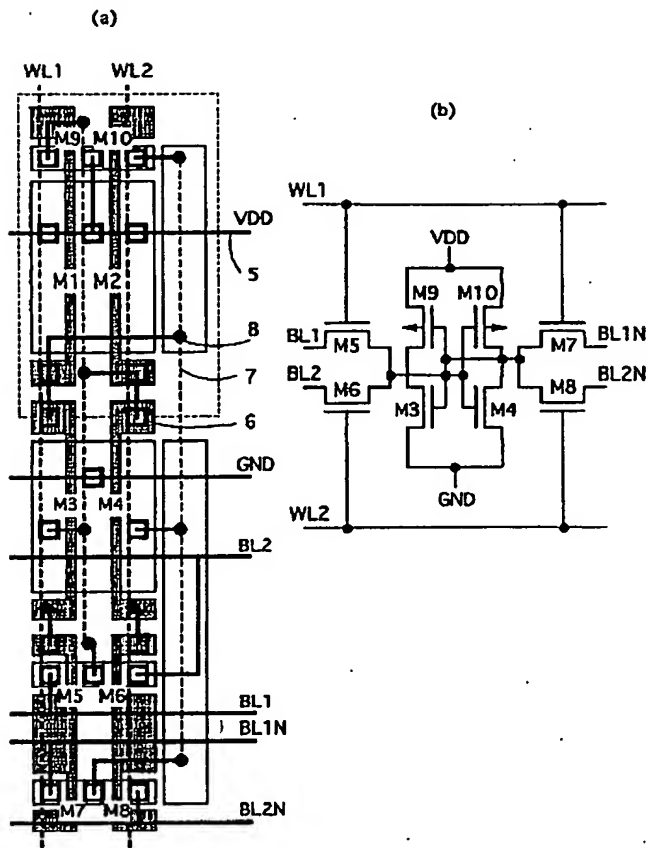 (a)
WL1 WL2
M9 M10
VDD
5
M1 M2
8
7
6
GND
M3 M4
BL2
M5 M6
BL1
BL1N
M7 M8
BL2N
(b)
WL1
VDD
M9 M10
BL1 M5 M7 BL1N
BL2 M6 M3 M4 M8 BL2N
GND
WL2